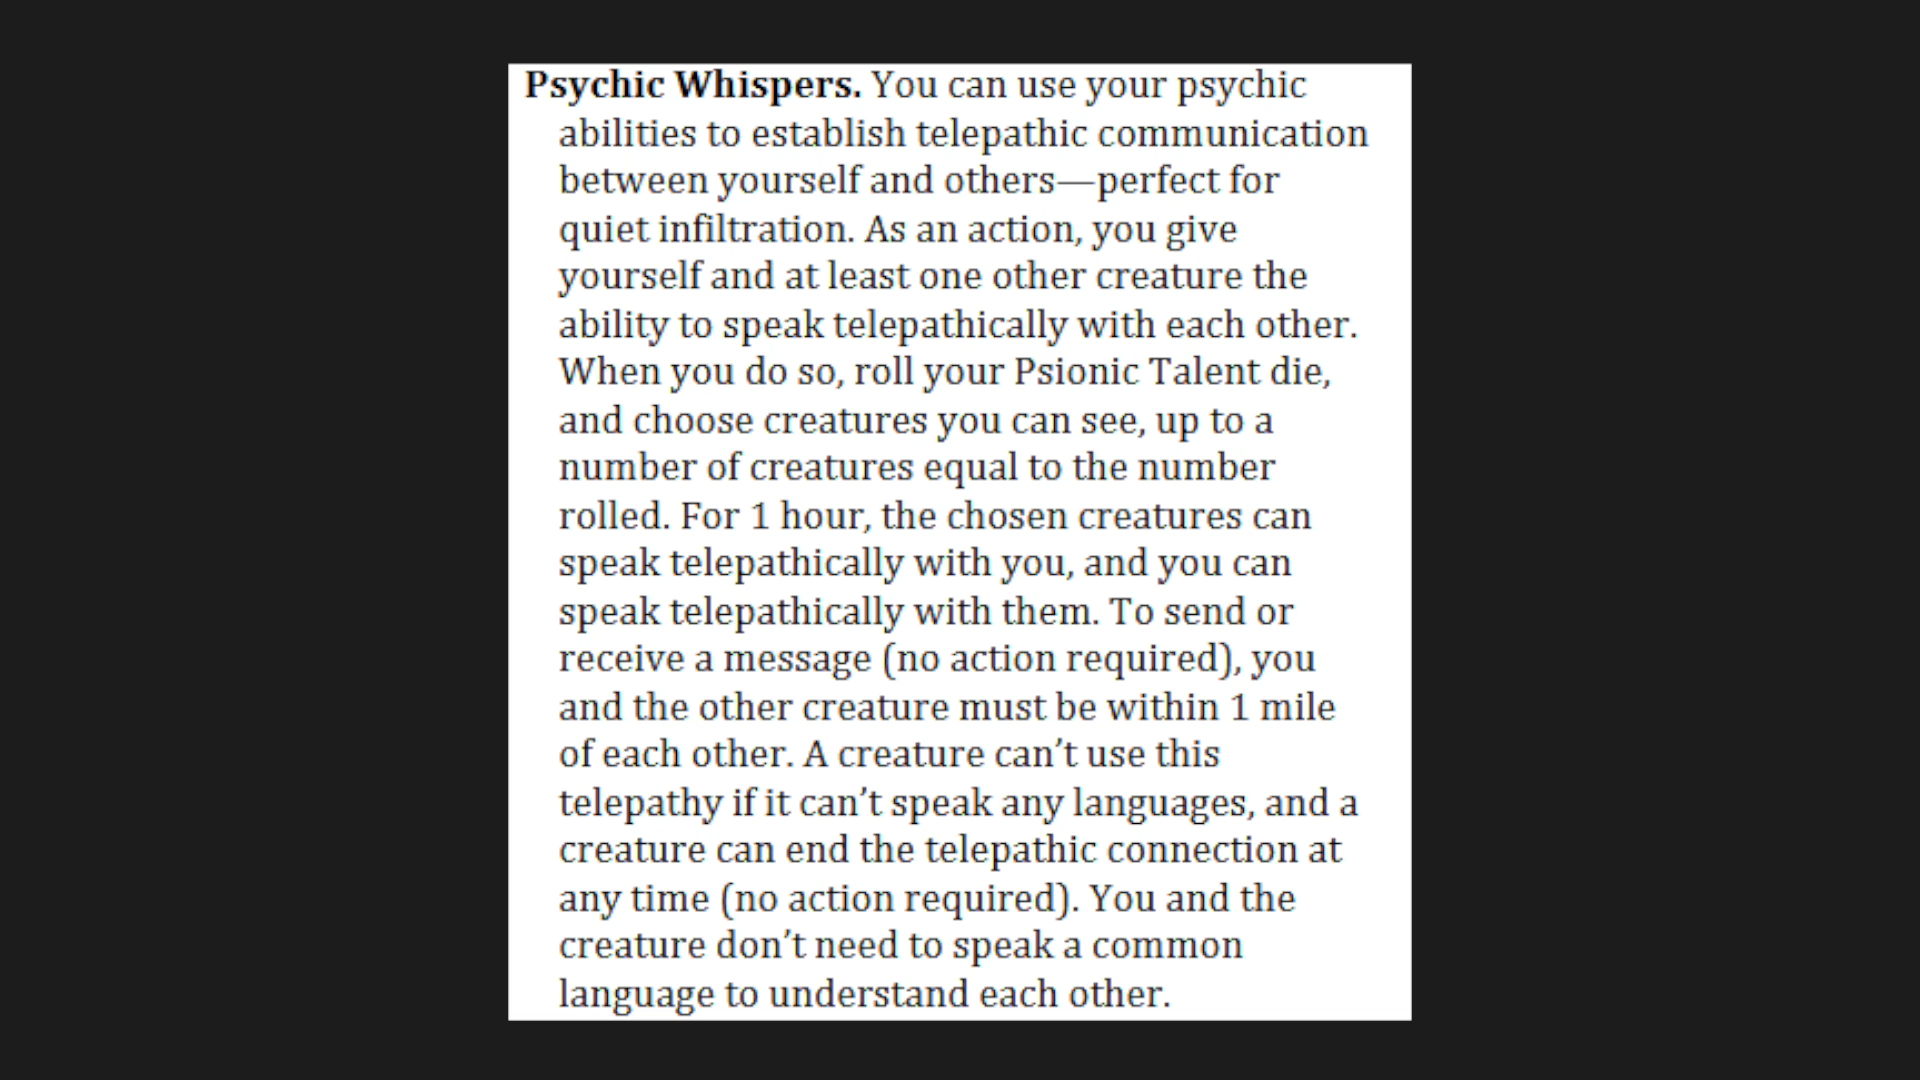 Psychic Whispers. You can use your psychic
abilities to establish telepathic communication
between yourself and others—perfect for
quiet infiltration. As an action, you give
yourself and at least one other creature the
ability to speak telepathically with each other.
When you do so, roll your Psionic Talent die,
and choose creatures you can see, up to a
number of creatures equal to the number
rolled. For 1 hour, the chosen creatures can
speak telepathically with you, and you can
speak telepathically with them. To send or
receive a message (no action required), you
and the other creature must be within 1 mile
of each other. A creature can’t use this
telepathy if it can’t speak any languages, and a
creature can end the telepathic connection at
any time (no action required). You and the
creature don’t need to speak a common
language to understand each other.